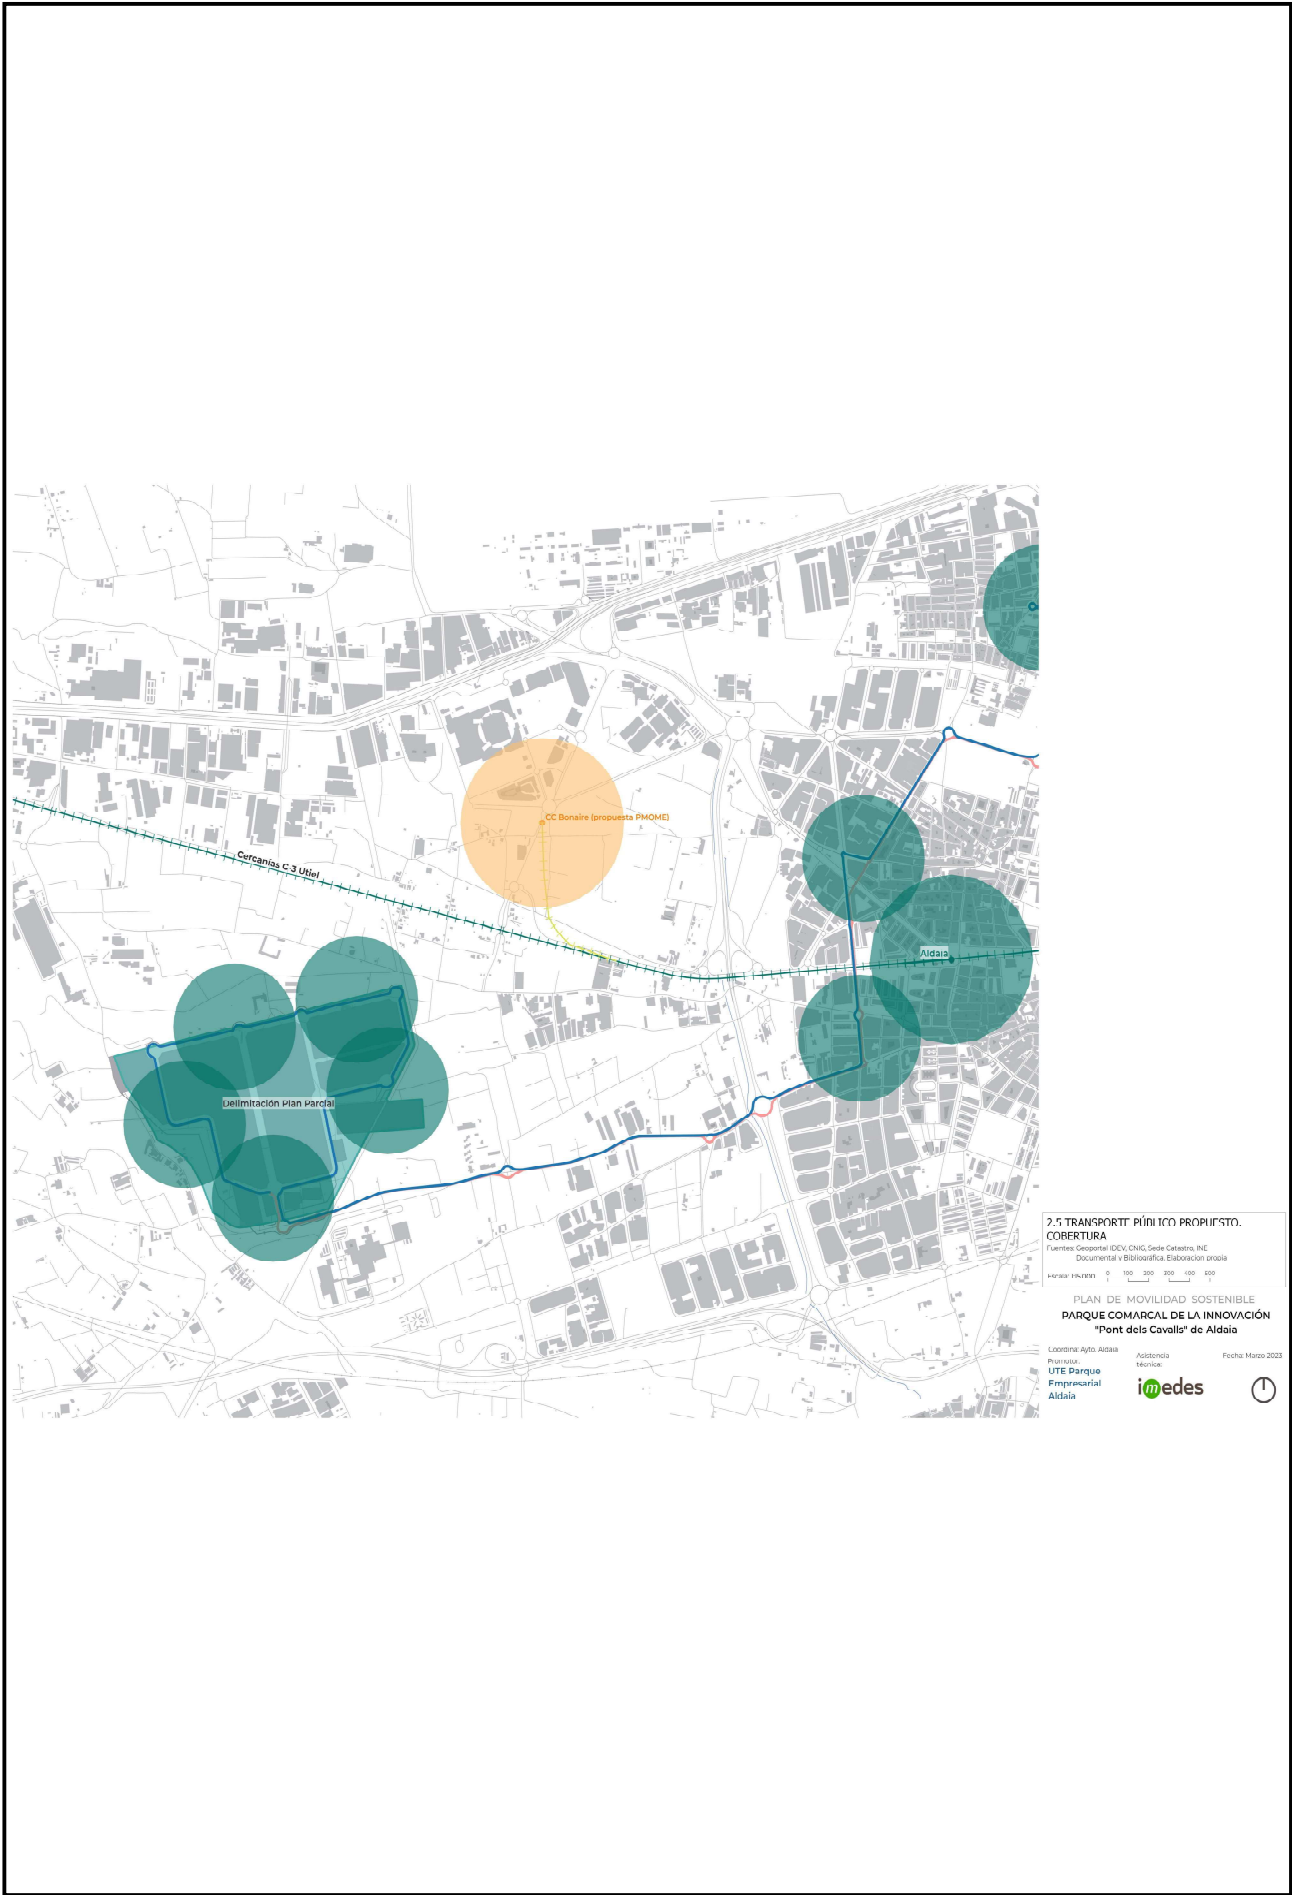 CC Bonaire (propuesta PMOME)
Cercanías C-3 Utiel
Aldaia
Delimitación Plan Parcial
2.5 TRANSPORTE PÚBLICO PROPUESTO.
COBERTURA
Fuentes: Geoportal IDEV, CNIG, Sede Catastro, INE
Documental y Bibliográfica. Elaboracion propia
Escala: 1:15.000
0 100 200 300 400 500
PLAN DE MOVILIDAD SOSTENIBLE
PARQUE COMARCAL DE LA INNOVACIÓN
"Pont dels Cavalls" de Aldaia
Coordina: Ayto. Aldaia
Promotor:
UTE Parque
Empresarial
Aldaia
Asistencia
técnica:
imedes
Fecha: Marzo 2023